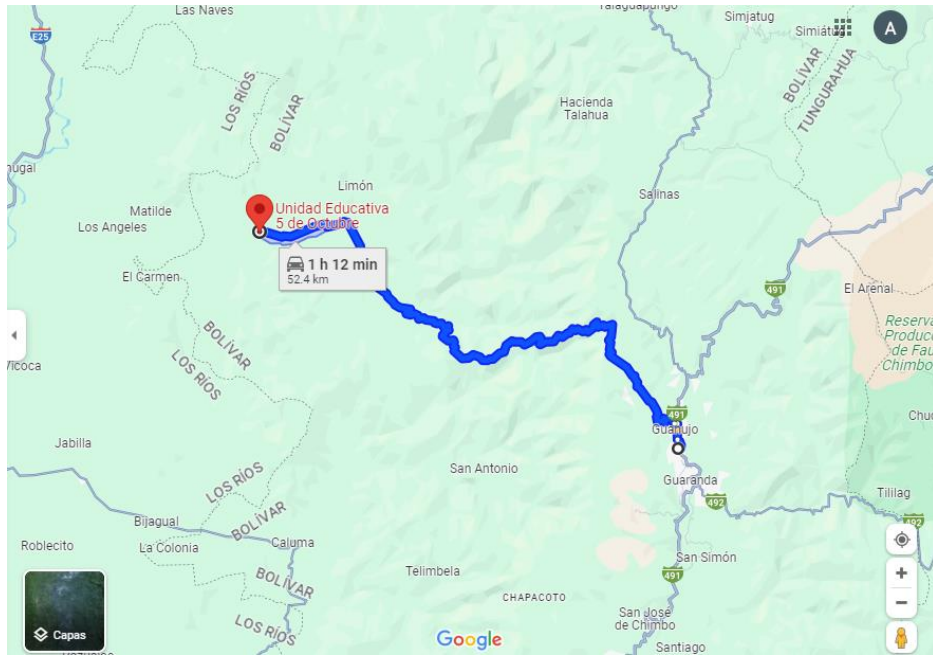 Las Naves
Talaguapungo
Simjatug
Simiátug
A
E25
BOLÍVAR
TUNGURAHUA
LOS RÍOS
BOLÍVAR
Hacienda
Talahua
Limón
Salinas
Matilde
Los Angeles
Unidad Educativa
5 de Octubre
1 h 12 min
52.4 km
El Carmen
491
El Arenal
BOLÍVAR
LOS RÍOS
Reserva
Produc
de Fau
Chimbo
491
Guanujo
Jabilla
San Antonio
Guaranda
LOS RÍOS
492
Tililag
492
Bijagual
BOLÍVAR
Roblecito
La Colonia
Caluma
San Simón
Telimbela
491
BOLÍVAR
CHAPACOTO
Capas
LOS RÍOS
San José
de Chimbo
Google
Santiago